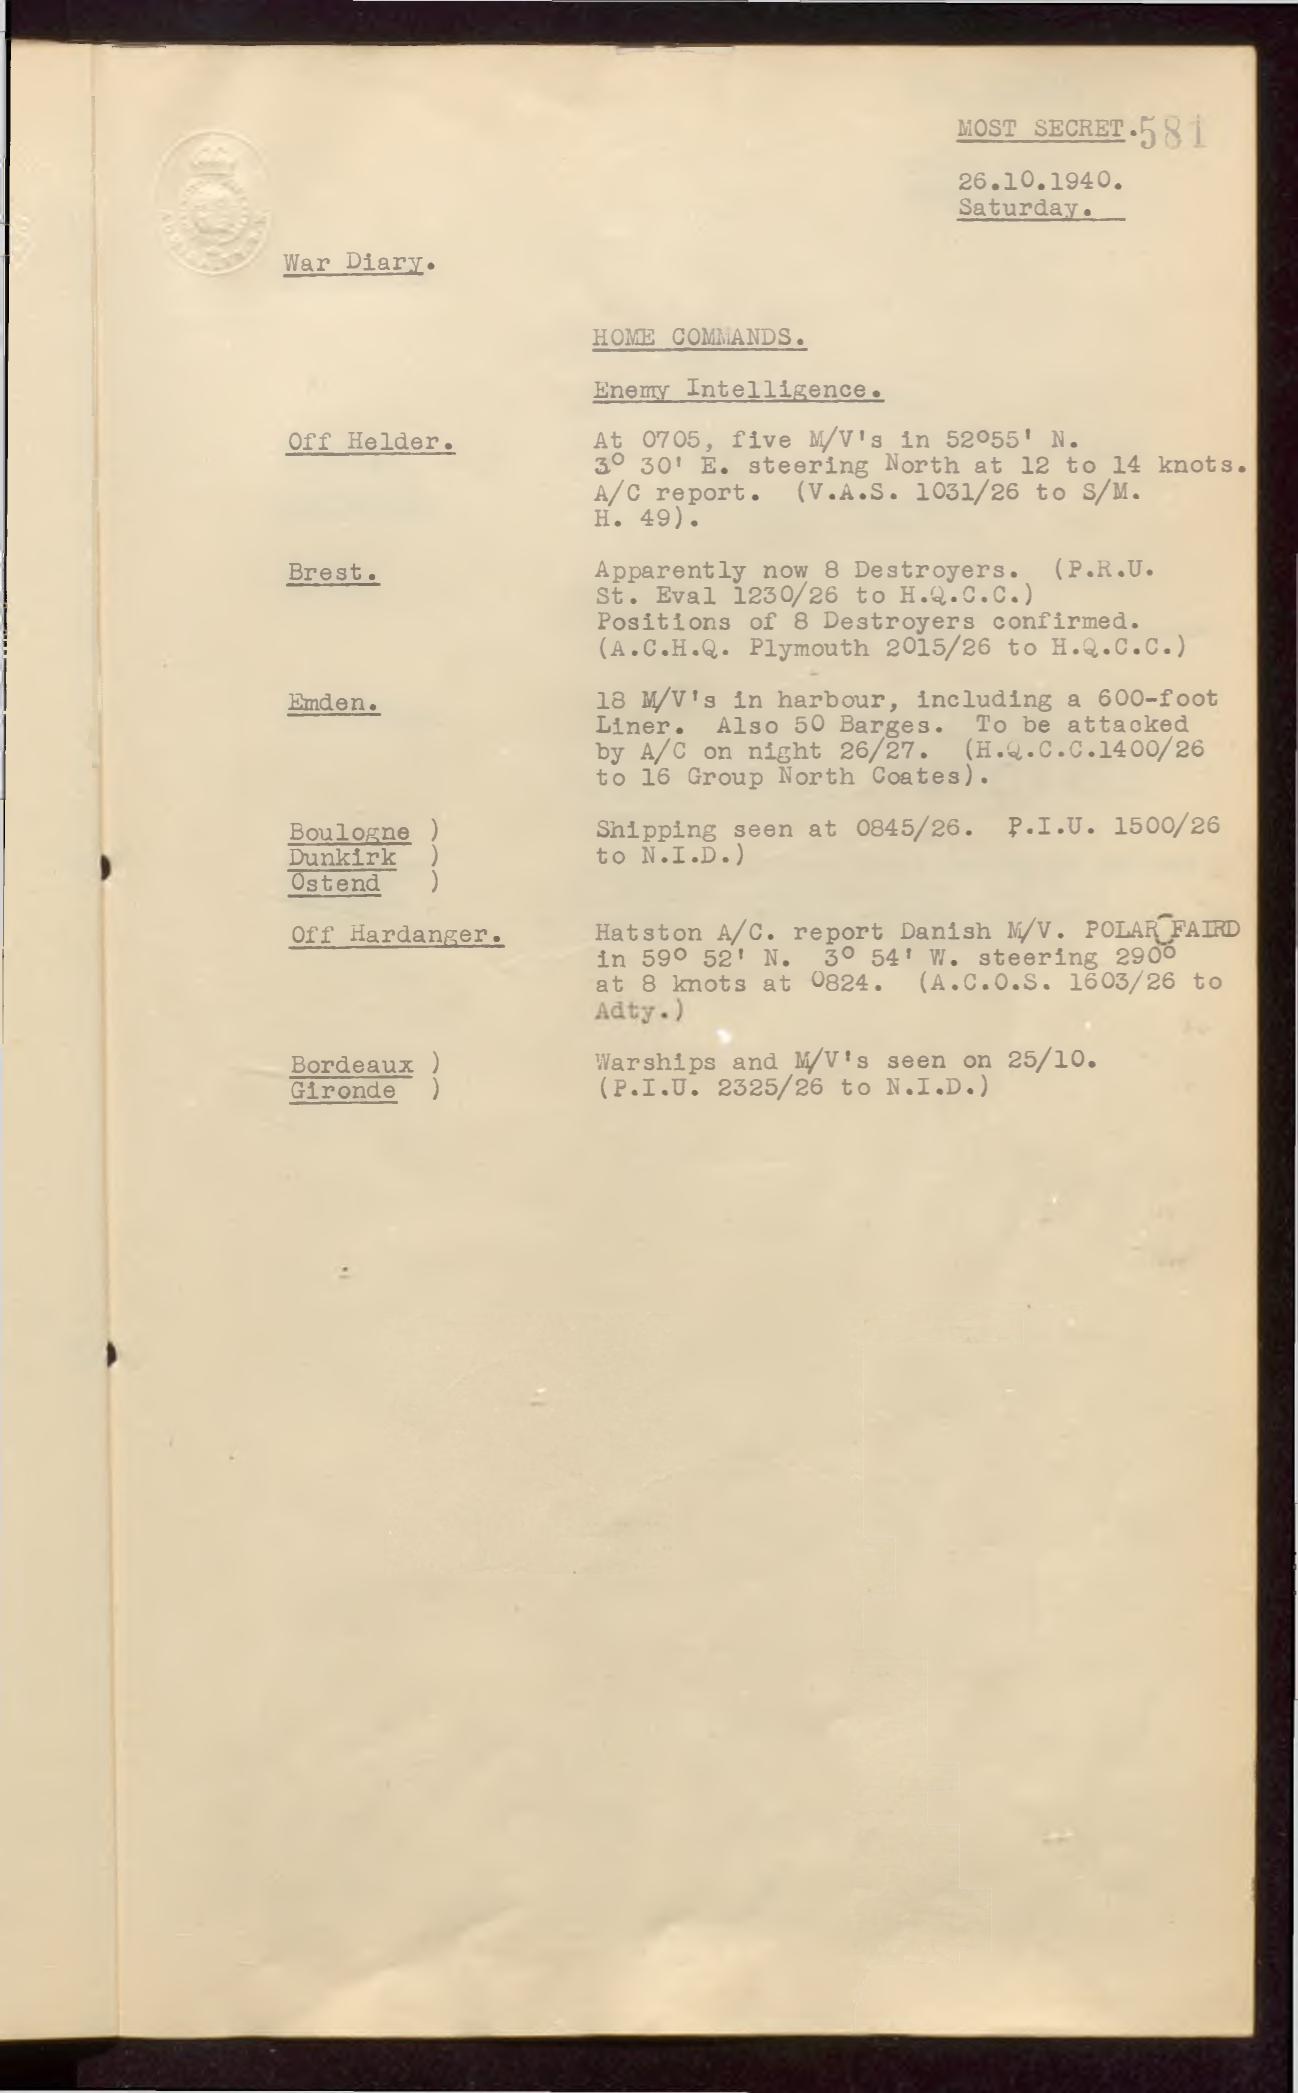 MOST SECRET. 581
26.10.1940.
Saturday.
War Diary.
HOME COMMANDS.
Enemy Intelligence.
Off Helder. At 0705, five M/V's in 52°55' N.
3° 30' E. steering North at 12 to 14 knots.
A/C report. (V.A.S. 1031/26 to S/M.
H. 49).
Brest. Apparently now 8 Destroyers. (P.R.U.
St. Eval 1230/26 to H.Q.C.C.)
Positions of 8 Destroyers confirmed.
(A.C.H.Q. Plymouth 2015/26 to H.Q.C.C.)
Emden. 18 M/V's in harbour, including a 600-foot
Liner. Also 50 Barges. To be attacked
by A/C on night 26/27. (H.Q.C.C.1400/26
to 16 Group North Coates).
Boulogne ) Shipping seen at 0845/26. P.I.U. 1500/26
Dunkirk ) to N.I.D.)
Ostend )
Off Hardanger. Hatston A/C. report Danish M/V. POLAR FAIRD
in 59° 52' N. 3° 54' W. steering 290°
at 8 knots at 0824. (A.C.O.S. 1603/26 to
Adty.)
Bordeaux ) Warships and M/V's seen on 25/10.
Gironde ) (P.I.U. 2325/26 to N.I.D.)